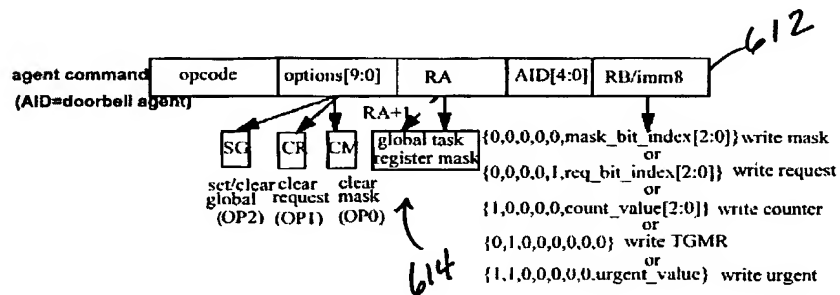 612
agent command
(AID=doorbell agent)
opcode
options[9:0]
RA
AID[4:0]
RB/imm8
RA+1
SG
CR
CM
global task
register mask
set/clear
global
(OP2)
clear
request
(OP1)
clear
mask
(OP0)
614
{0,0,0,0,0,mask_bit_index[2:0]} write mask
or
{0,0,0,0,1,req_bit_index[2:0]} write request
or
{1,0,0,0,0,count_value[2:0]} write counter
or
{0,1,0,0,0,0,0,0} write TGMR
or
{1,1,0,0,0,0,0,urgent_value} write urgent